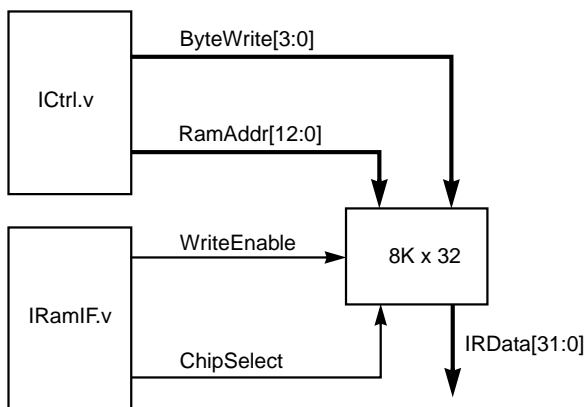 ByteWrite[3:0]
ICtrl.v
RamAddr[12:0]
WriteEnable
8K x 32
IRamIF.v
IRData[31:0]
ChipSelect